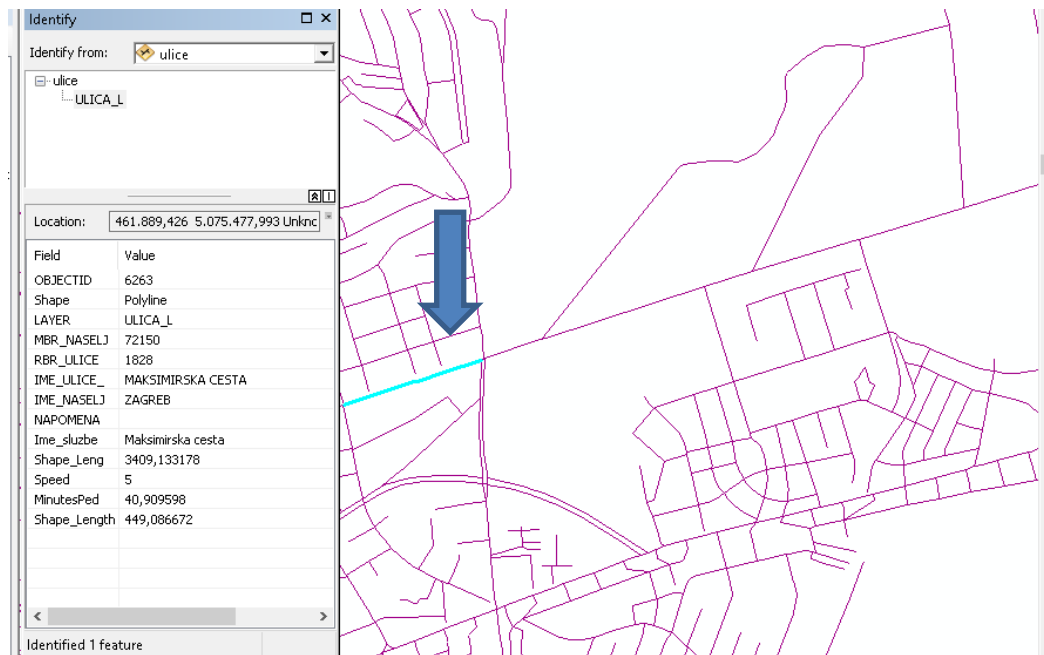 Identify
Identify from: ulice
ulice
ULICA_L
Location: 461.889,426 5.075.477,993 Unknc
Field Value
OBJECTID 6263
Shape Polyline
LAYER ULICA_L
MBR_NASELJ 72150
RBR_ULICE 1828
IME_ULICE_ MAKSIMIRSKA CESTA
IME_NASELJ ZAGREB
NAPOMENA
Ime_sluzbe Maksimirska cesta
Shape_Leng 3409,133178
Speed 5
MinutesPed 40,909598
Shape_Length 449,086672
Identified 1 feature